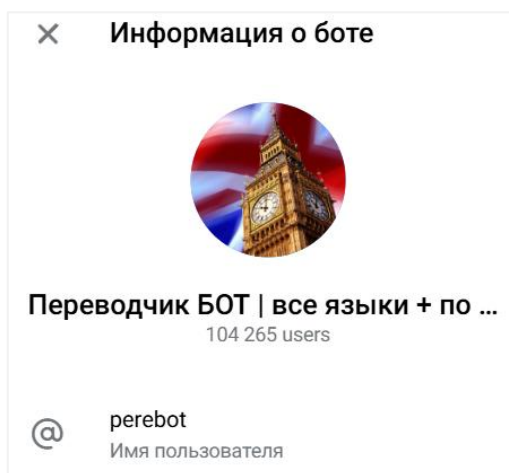 Информация о боте
Переводчик БОТ | все языки + по ...
104 265 users
perebot
Имя пользователя